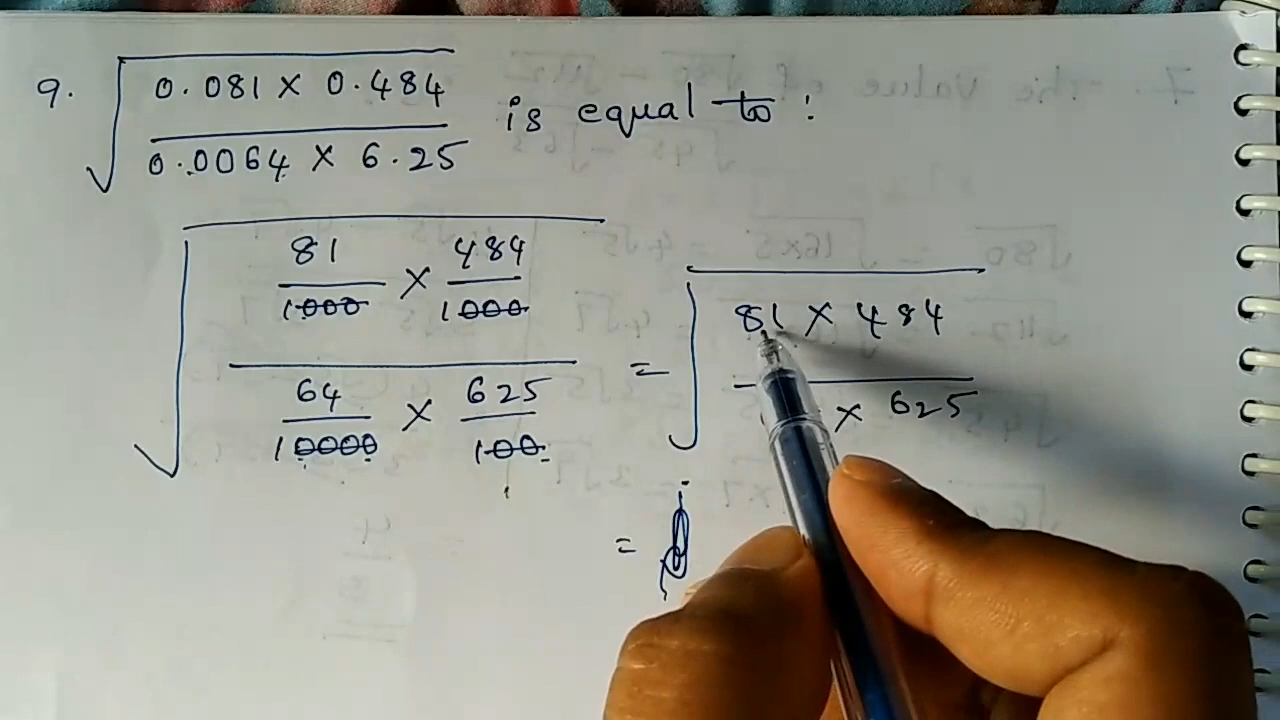 9. √ 0.081 × 0.484 is equal to :
0.0064 × 6.25
√ 81 × 484
1000 1000
64 × 625
10000 100
= √ 81 × 484
× 625
=